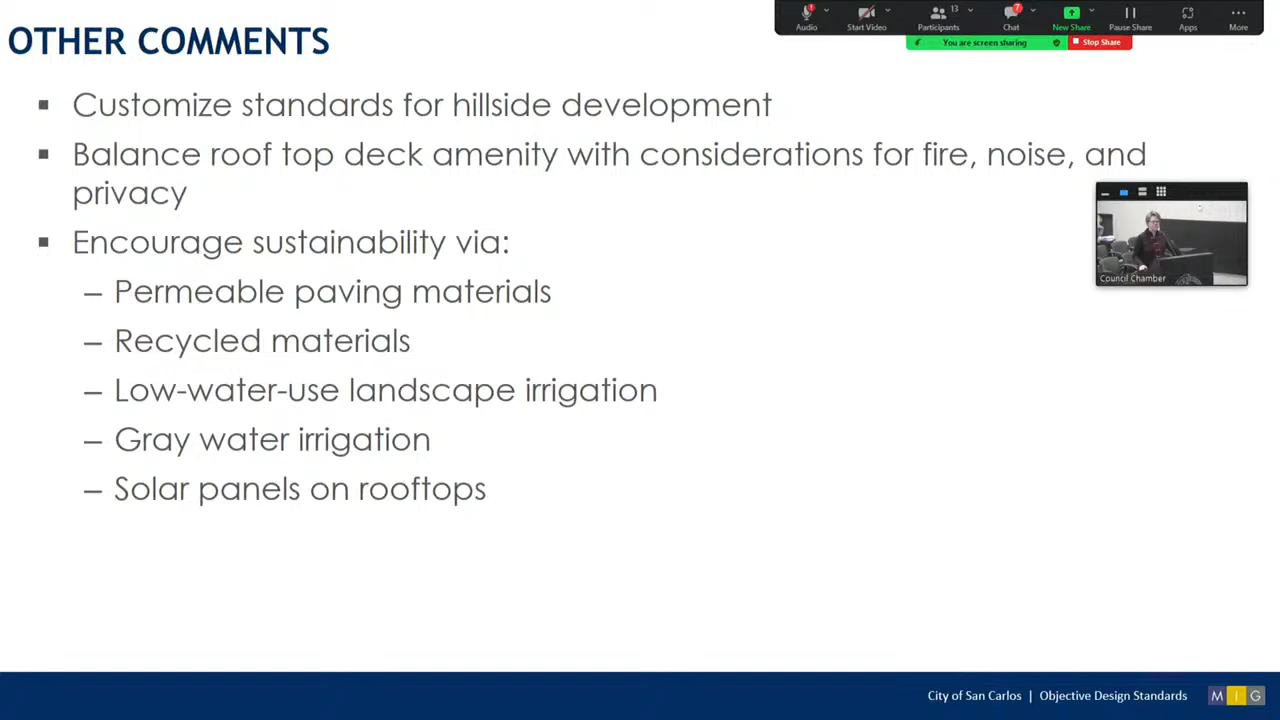 OTHER COMMENTS
Audio
Start Video
13
Participants
7
Chat
New Share
Pause Share
Apps
More
You are screen sharing
Stop Share
▪ Customize standards for hillside development
▪ Balance roof top deck amenity with considerations for fire, noise, and
privacy
▪ Encourage sustainability via:
– Permeable paving materials
– Recycled materials
– Low-water-use landscape irrigation
– Gray water irrigation
– Solar panels on rooftops
Council Chamber
City of San Carlos | Objective Design Standards
M I G